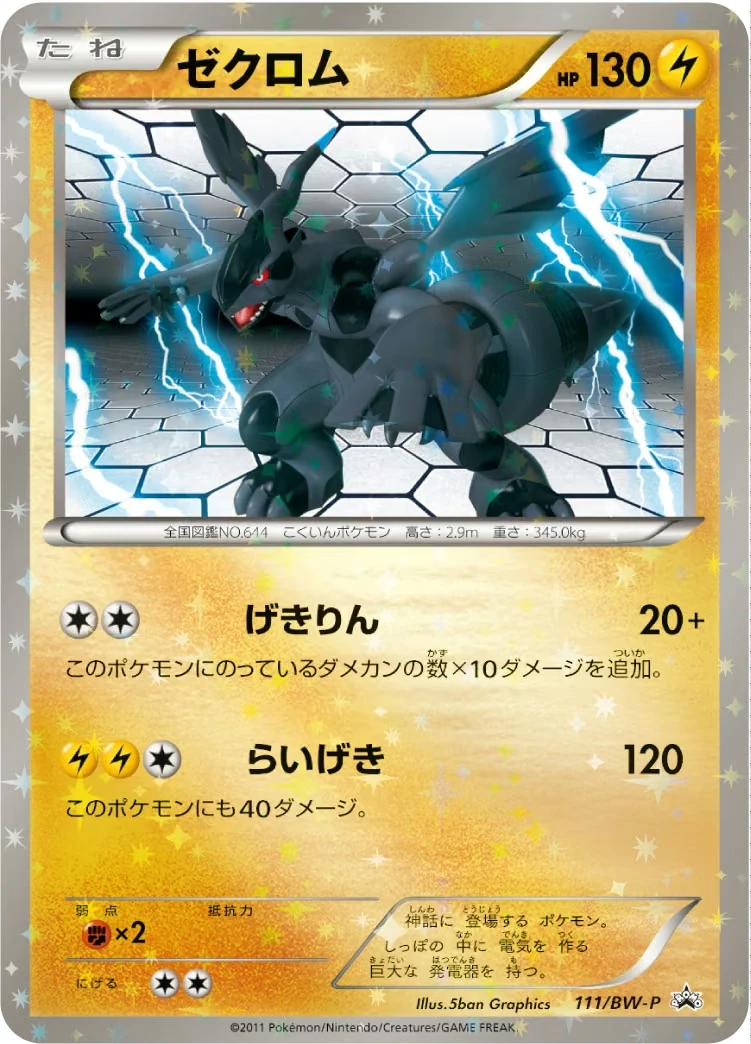 たね ゼクロム HP 130
全国図鑑NO.644 こくいんポケモン 高さ：2.9m 重さ：345.0kg
げきりん 20+
このポケモンにのっているダメカンの数×10ダメージを追加。
らいげき 120
このポケモンにも40ダメージ。
弱点 抵抗力
×2
にげる
神話に 登場する ポケモン。
しっぽの 中に 電気を 作る
巨大な 発電器を 持つ。
Illus.5ban Graphics 111/BW-P
©2011 Pokémon/Nintendo/Creatures/GAME FREAK.